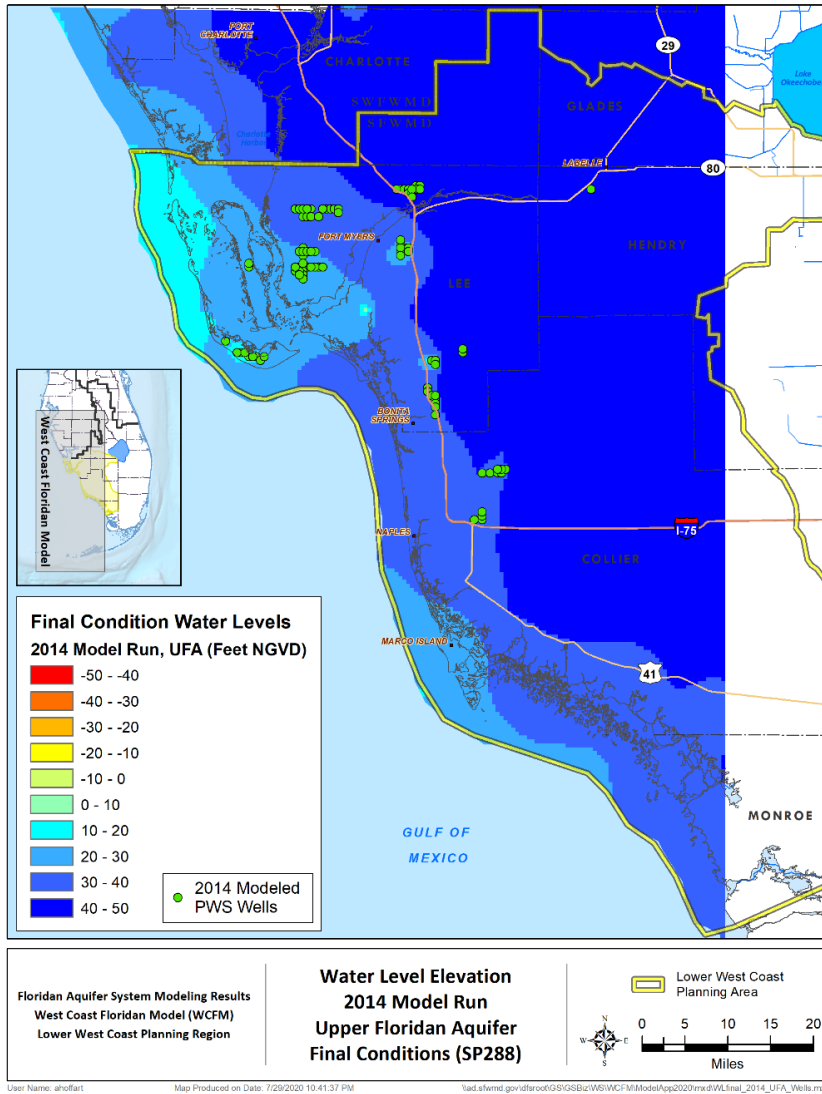 PORT
CHARLOTTE
CHARLOTTE
29
Lake
Okeechobee
SWFWMD
SFWMD
GLADES
Charlotte
Harbor
LABELLE
80
FORT MYERS
HENDRY
LEE
BONITA
SPRINGS
West Coast Floridan Model
I-75
NAPLES
COLLIER
MARCO ISLAND
41
Final Condition Water Levels
2014 Model Run, UFA (Feet NGVD)
-50 - -40
-40 - -30
-30 - -20
-20 - -10
-10 - 0
0 - 10
10 - 20
20 - 30
30 - 40
40 - 50
2014 Modeled
PWS Wells
GULF OF
MEXICO
MONROE
Floridan Aquifer System Modeling Results
West Coast Floridan Model (WCFM)
Lower West Coast Planning Region
Water Level Elevation
2014 Model Run
Upper Floridan Aquifer
Final Conditions (SP288)
Lower West Coast
Planning Area
N
W E
S
0 5 10 15 20
Miles
User Name: ahoffart
Map Produced on Date: 7/29/2020 10:41:37 PM